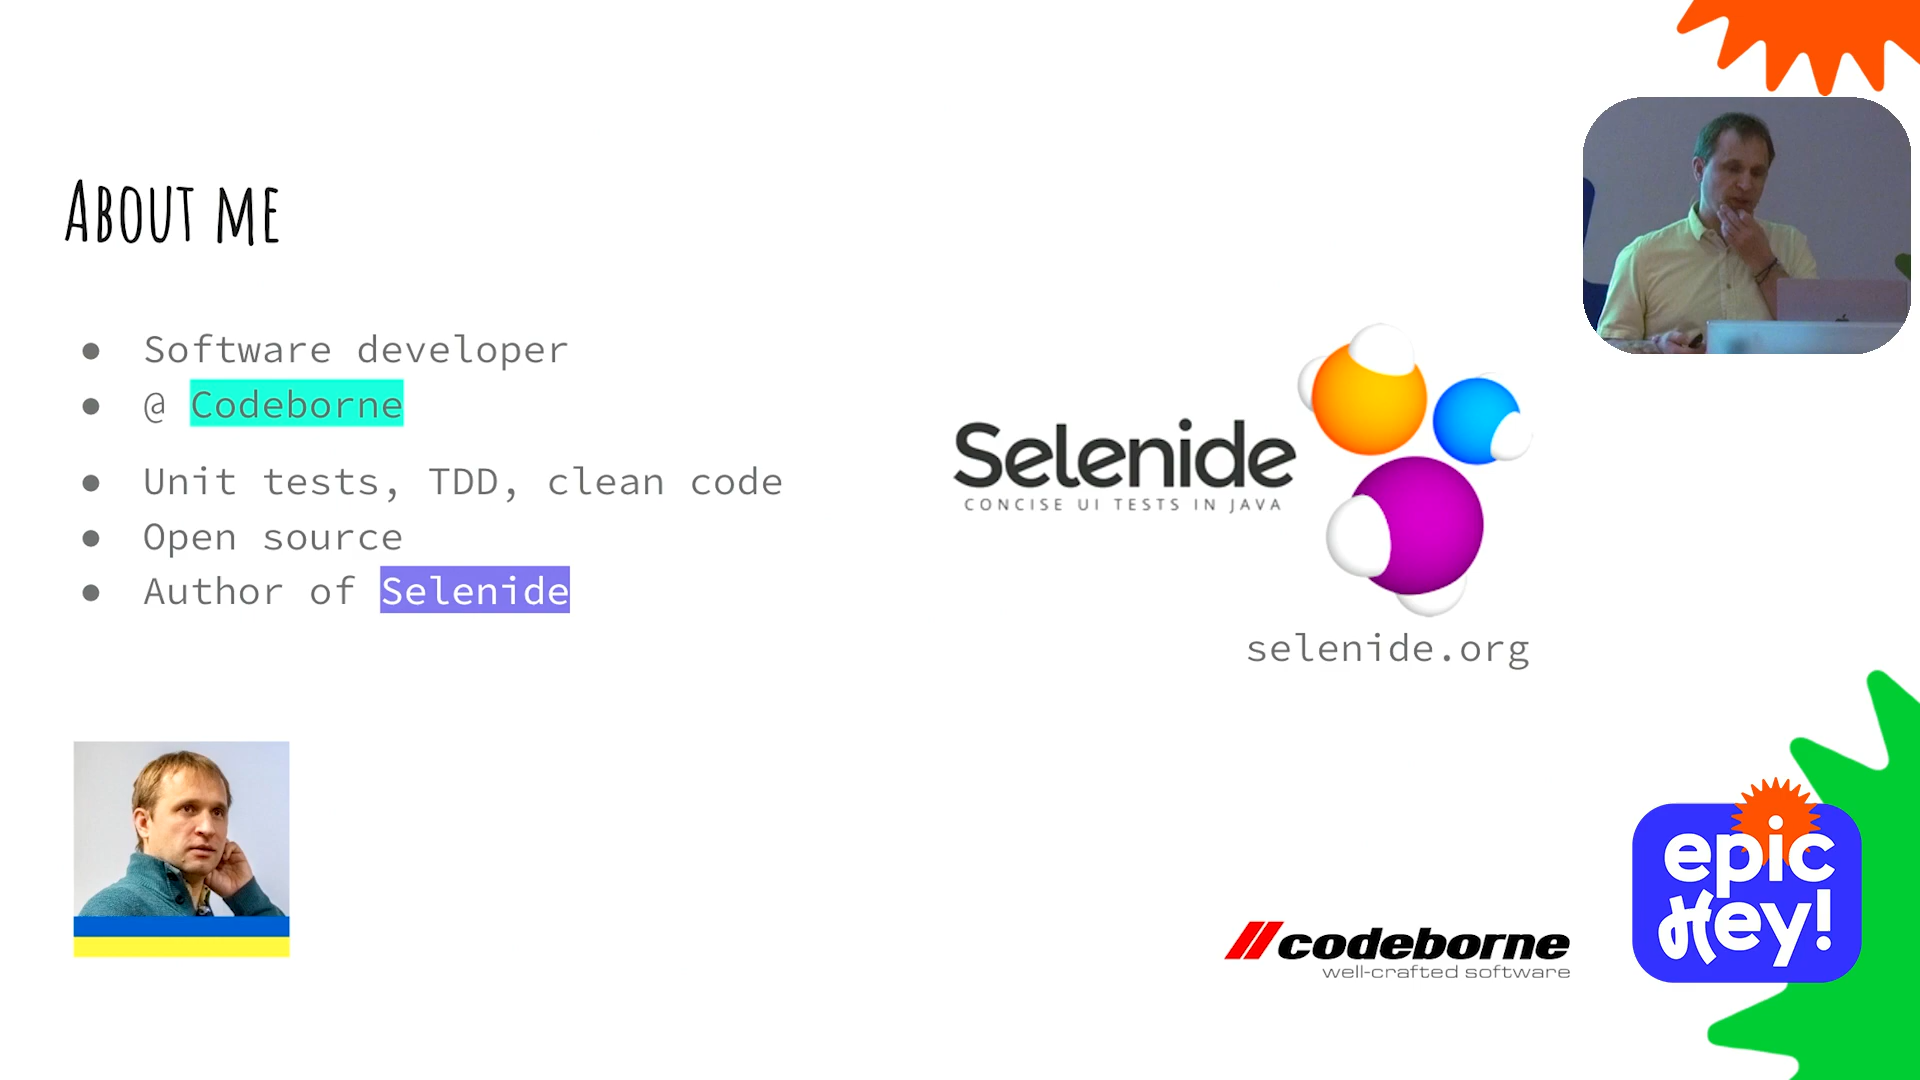 About me
Software developer
@ Codeborne
Unit tests, TDD, clean code
Open source
Author of Selenide
Selenide
CONCISE UI TESTS IN JAVA
selenide.org
codeborne
well-crafted software
epic
Hey!